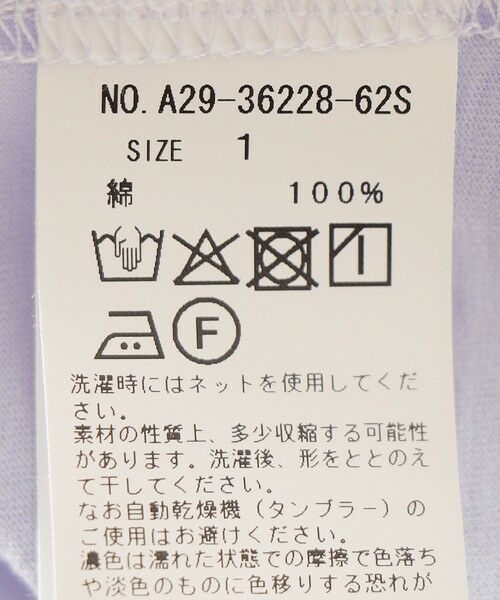 NO. A29-36228-62S
SIZE 1
綿 100%
F
洗濯時にはネットを使用してくだ
さい。
素材の性質上、多少収縮する可能性
があります。洗濯後、形をととのえ
て干してください。
なお自動乾燥機（タンブラー）の
ご使用はお避けください。
濃色は濡れた状態での摩擦で色落ち
や淡色のものに色移りする恐れが